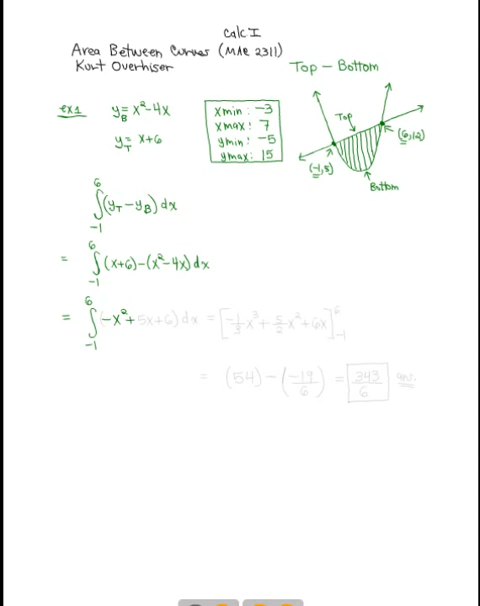 Calc I
Area Between Curves (MAC 2311)
Kurt Overhiser
Top – Bottom
ex1 y_B = x² - 4x
y_T = x+6
xmin: -3
xmax: 7
ymin: -5
ymax: 15
Top
(6,12)
(-1,5)
Bottom
∫_{-1}^{6} (y_T - y_B) dx
= ∫_{-1}^{6} (x+6) - (x² - 4x) dx
= ∫_{-1}^{6} (-x² + 5x + 6) dx = [-1/3 x³ + 5/2 x² + 6x]_{-1}^{6}
= (54) - (-19/6) = 343/6 ans.